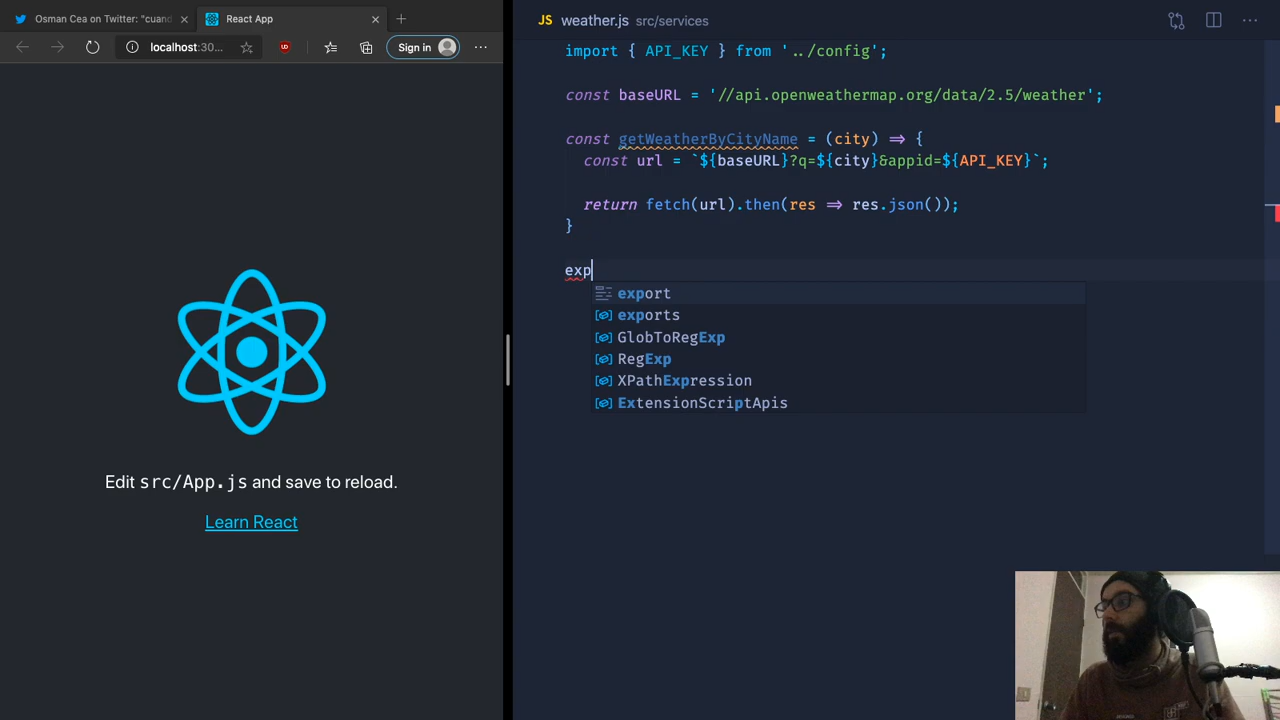 Osman Cea on Twitter: "cuand
React App
localhost:30...
Sign in
Edit src/App.js and save to reload.
Learn React
JS weather.js src/services
import { API_KEY } from '../config';
const baseURL = '//api.openweathermap.org/data/2.5/weather';
const getWeatherByCityName = (city) => {
const url = `${baseURL}?q=${city}&appid=${API_KEY}`;
return fetch(url).then(res => res.json());
}
exp
export
exports
GlobToRegExp
RegExp
XPathExpression
ExtensionScriptApis